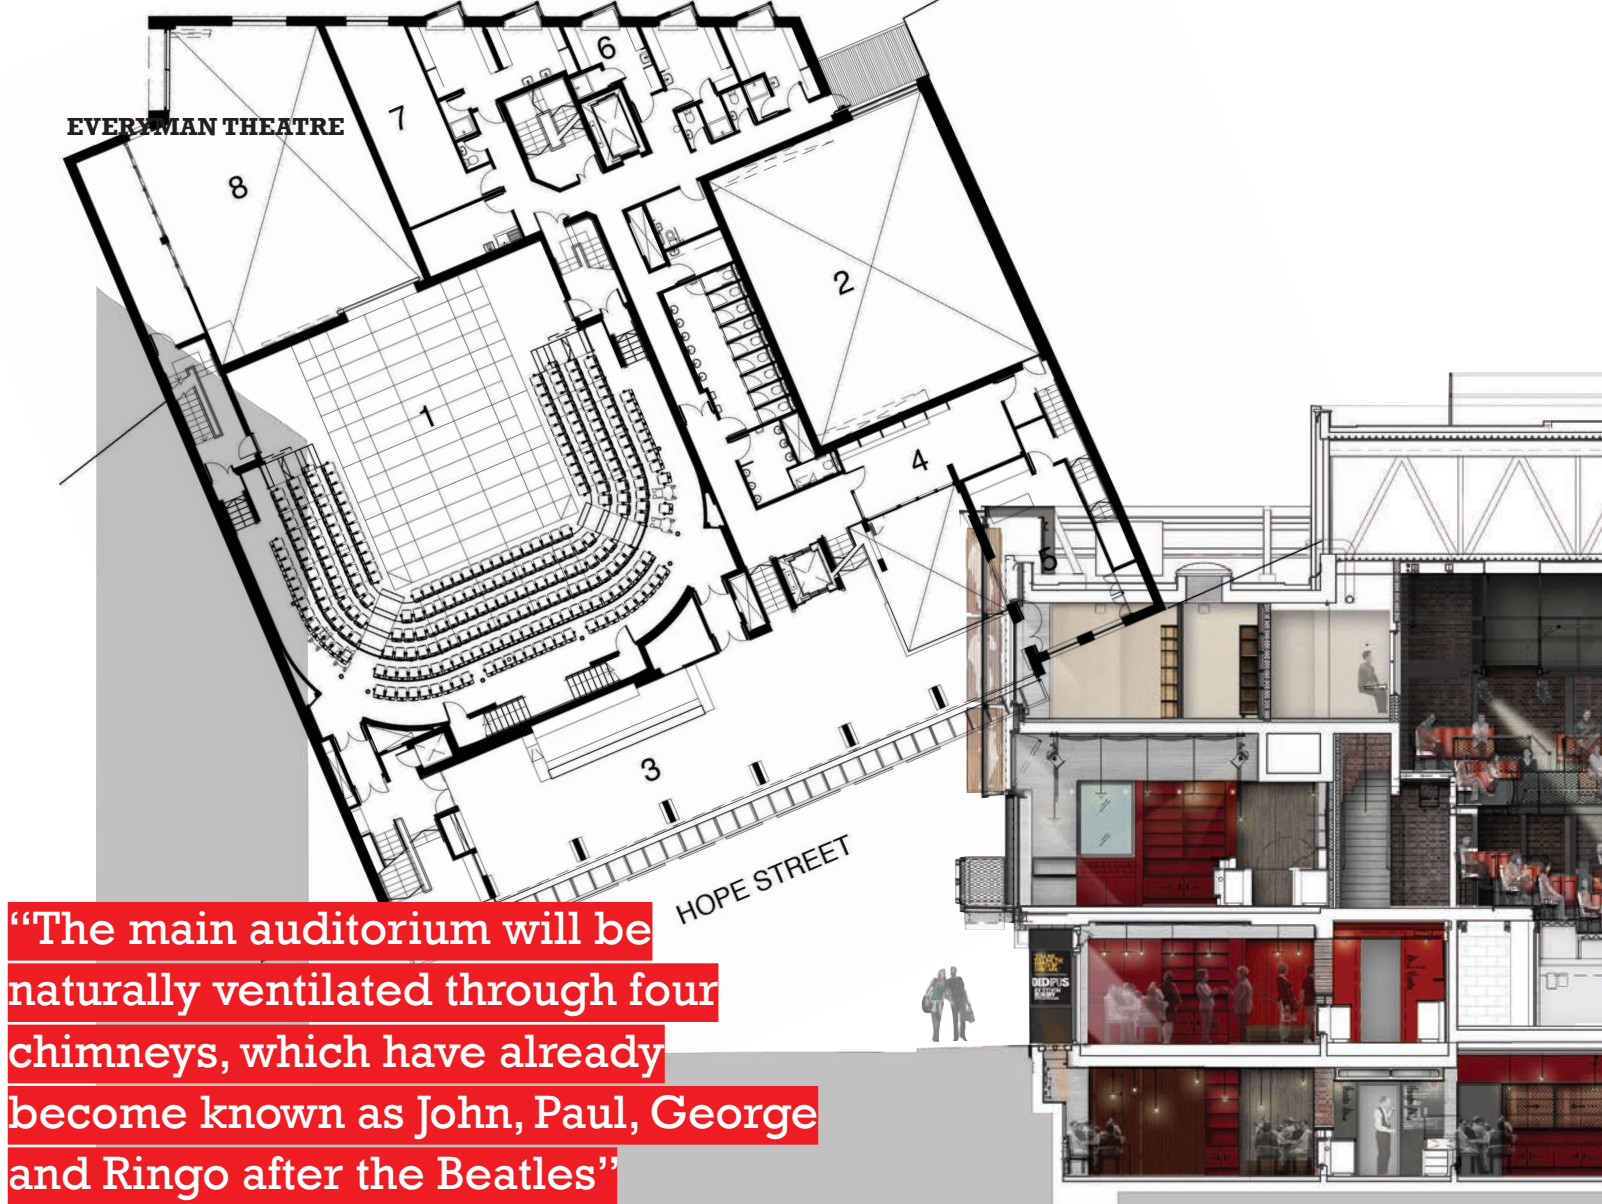 6
7
EVERYMAN THEATRE
8
2
1
4
5
3
HOPE STREET
“The main auditorium will be
naturally ventilated through four
chimneys, which have already
become known as John, Paul, George
and Ringo after the Beatles”